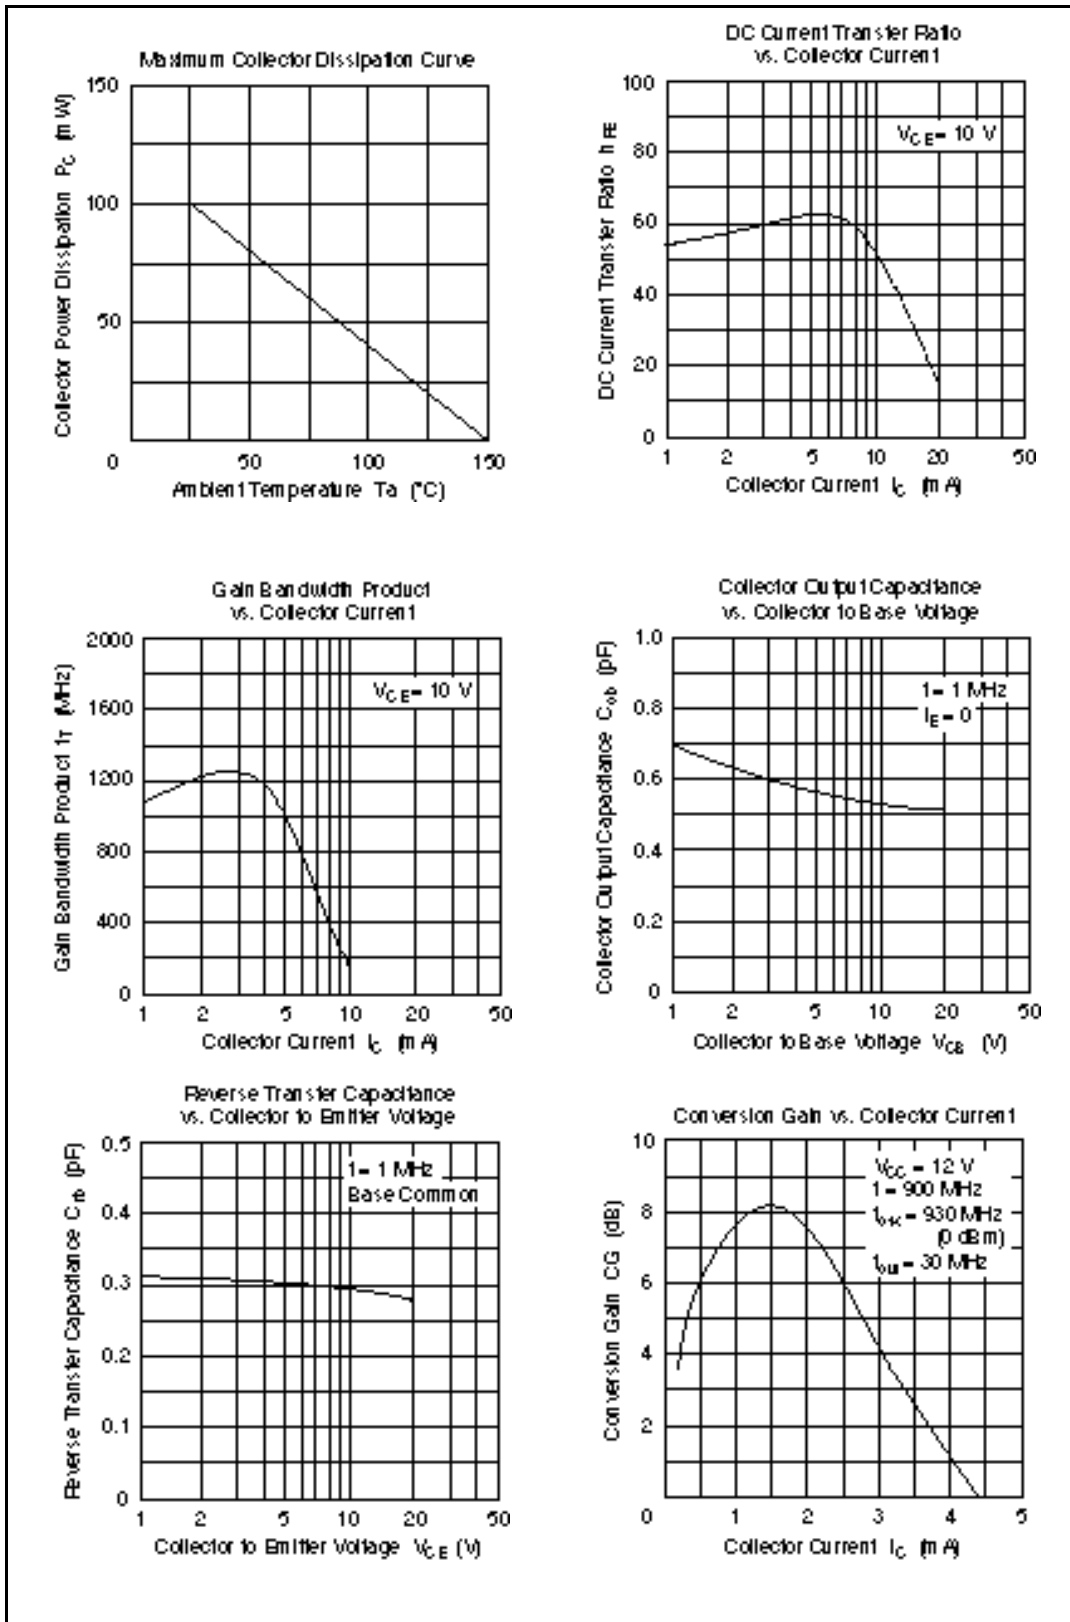 Maximum Collector Dissipation Curve
150
100
50
0
50
100
150
Collector Power Dissipation PC (mW)
Ambient Temperature Ta (°C)
DC Current Transfer Ratio
vs. Collector Current
100
80
60
40
20
0
VCE = 10 V
1 2 5 10 20 50
DC Current Transfer Ratio hFE
Collector Current IC (mA)
Gain Bandwidth Product
vs. Collector Current
2000
1600
1200
800
400
0
VCE = 10 V
1 2 5 10 20 50
Gain Bandwidth Product fT (MHz)
Collector Current IC (mA)
Collector Output Capacitance
vs. Collector to Base Voltage
1.0
0.8
0.6
0.4
0.2
0
f = 1 MHz
IE = 0
1 2 5 10 20 50
Collector Output Capacitance Cob (pF)
Collector to Base Voltage VCB (V)
Reverse Transfer Capacitance
vs. Collector to Emitter Voltage
0.5
0.4
0.3
0.2
0.1
0
f = 1 MHz
Base Common
1 2 5 10 20 50
Reverse Transfer Capacitance Crb (pF)
Collector to Emitter Voltage VCE (V)
Conversion Gain vs. Collector Current
10
8
6
4
2
0
VCC = 12 V
f = 900 MHz
fosc = 930 MHz
(0 dBm)
fout = 30 MHz
1 2 3 4 5
Conversion Gain CG (dB)
Collector Current IC (mA)